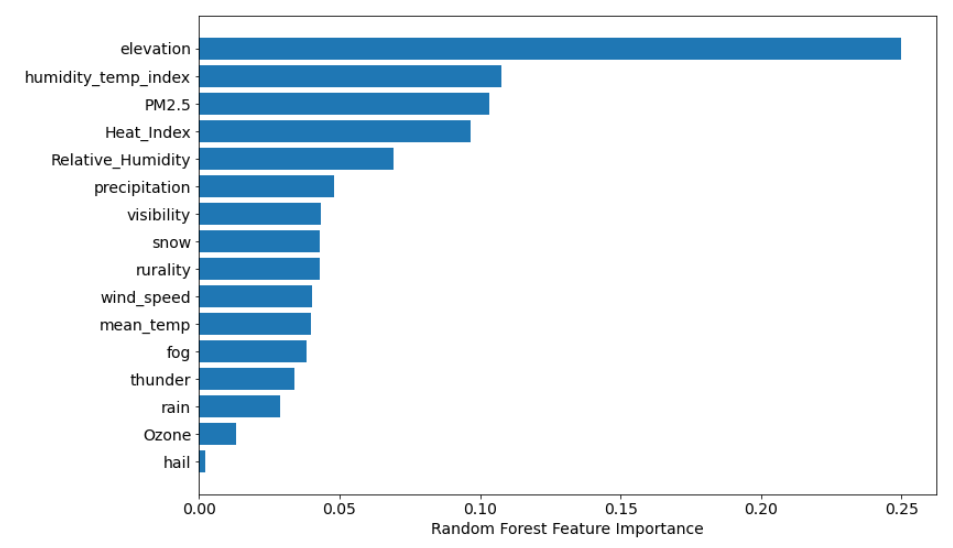 elevation
humidity_temp_index
PM2.5
Heat_Index
Relative_Humidity
precipitation
visibility
snow
rurality
wind_speed
mean_temp
fog
thunder
rain
Ozone
hail
0.00 0.05 0.10 0.15 0.20 0.25
Random Forest Feature Importance